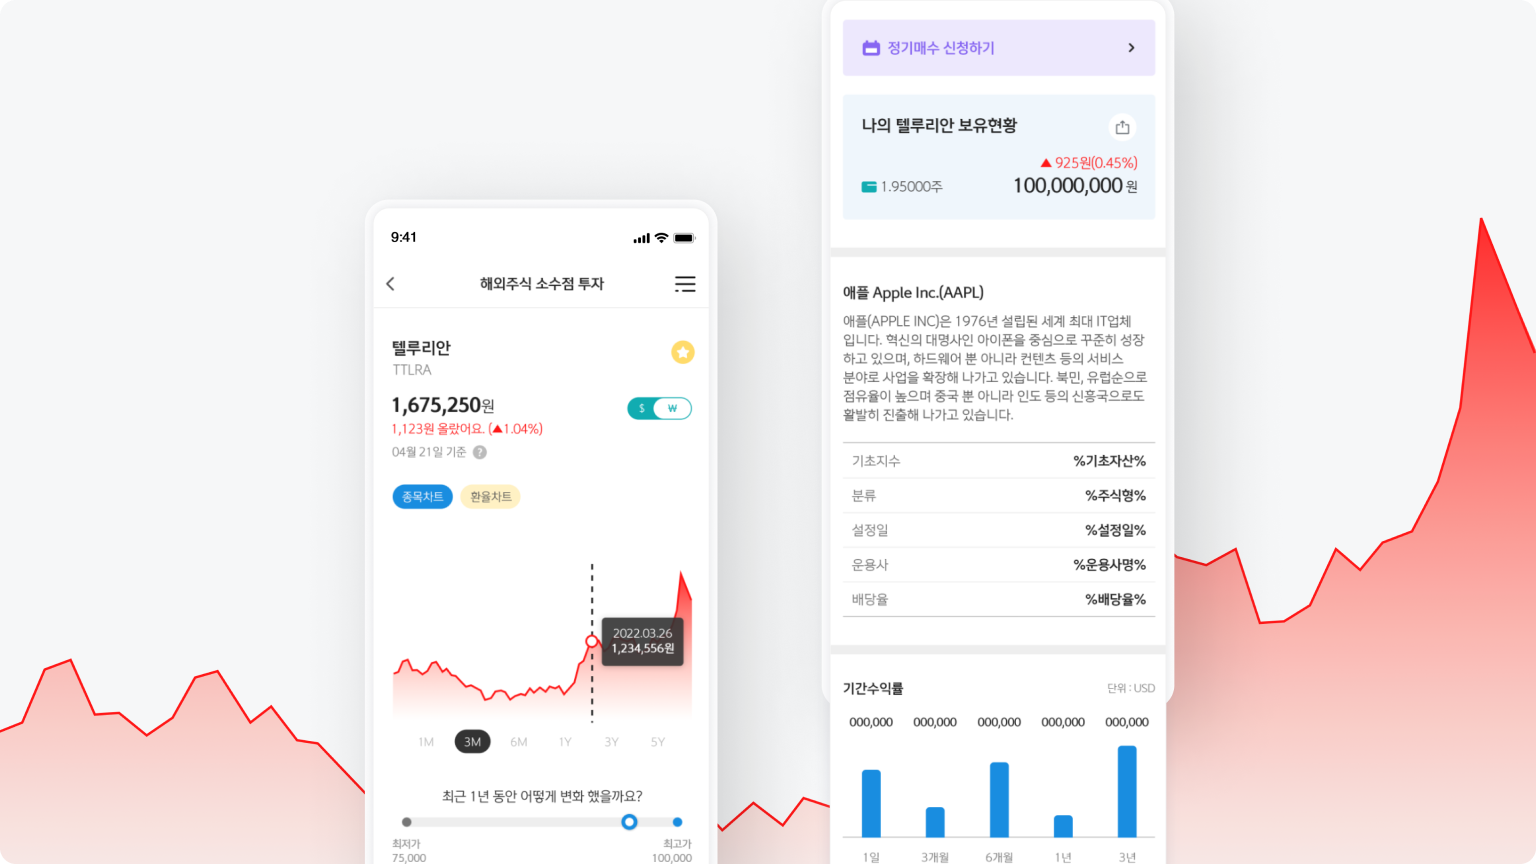 9:41
해외주식 소수점 투자
텔루리안
TTLRA
1,675,250원
$ ₩
1,123원 올랐어요. (▲1.04%)
04월 21일 기준 ?
종목차트 환율차트
2022.03.26
1,234,556원
1M 3M 6M 1Y 3Y 5Y
최근 1년 동안 어떻게 변화 했을까요?
최저가 최고가
75,000 100,000
정기매수 신청하기
나의 텔루리안 보유현황
▲ 925원(0.45%)
1.95000주 100,000,000 원
애플 Apple Inc.(AAPL)
애플(APPLE INC)은 1976년 설립된 세계 최대 IT업체
입니다. 혁신의 대명사인 아이폰을 중심으로 꾸준히 성장
하고 있으며, 하드웨어 뿐 아니라 컨텐츠 등의 서비스
분야로 사업을 확장해 나가고 있습니다. 북민, 유럽순으로
점유율이 높으며 중국 뿐 아니라 인도 등의 신흥국으로도
활발히 진출해 나가고 있습니다.
기초지수 %기초자산%
분류 %주식형%
설정일 %설정일%
운용사 %운용사명%
배당율 %배당율%
기간수익률 단위 : USD
000,000 000,000 000,000 000,000 000,000
1일 3개월 6개월 1년 3년